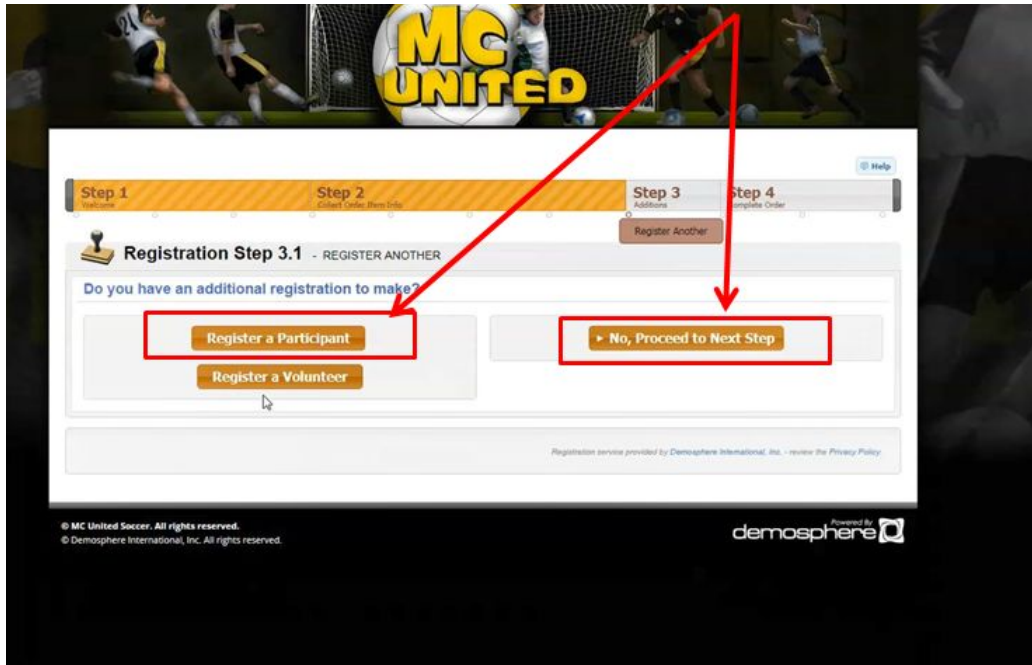 MC
UNITED
Help
Step 1
Welcome
Step 2
Collect Order Item Info
Step 3
Additions
Step 4
Complete Order
Register Another
Registration Step 3.1 - REGISTER ANOTHER
Do you have an additional registration to make?
Register a Participant
No, Proceed to Next Step
Register a Volunteer
Registration service provided by Demosphere International, Inc. - review the Privacy Policy
© MC United Soccer. All rights reserved.
© Demosphere International, Inc. All rights reserved.
Powered By
demosphere